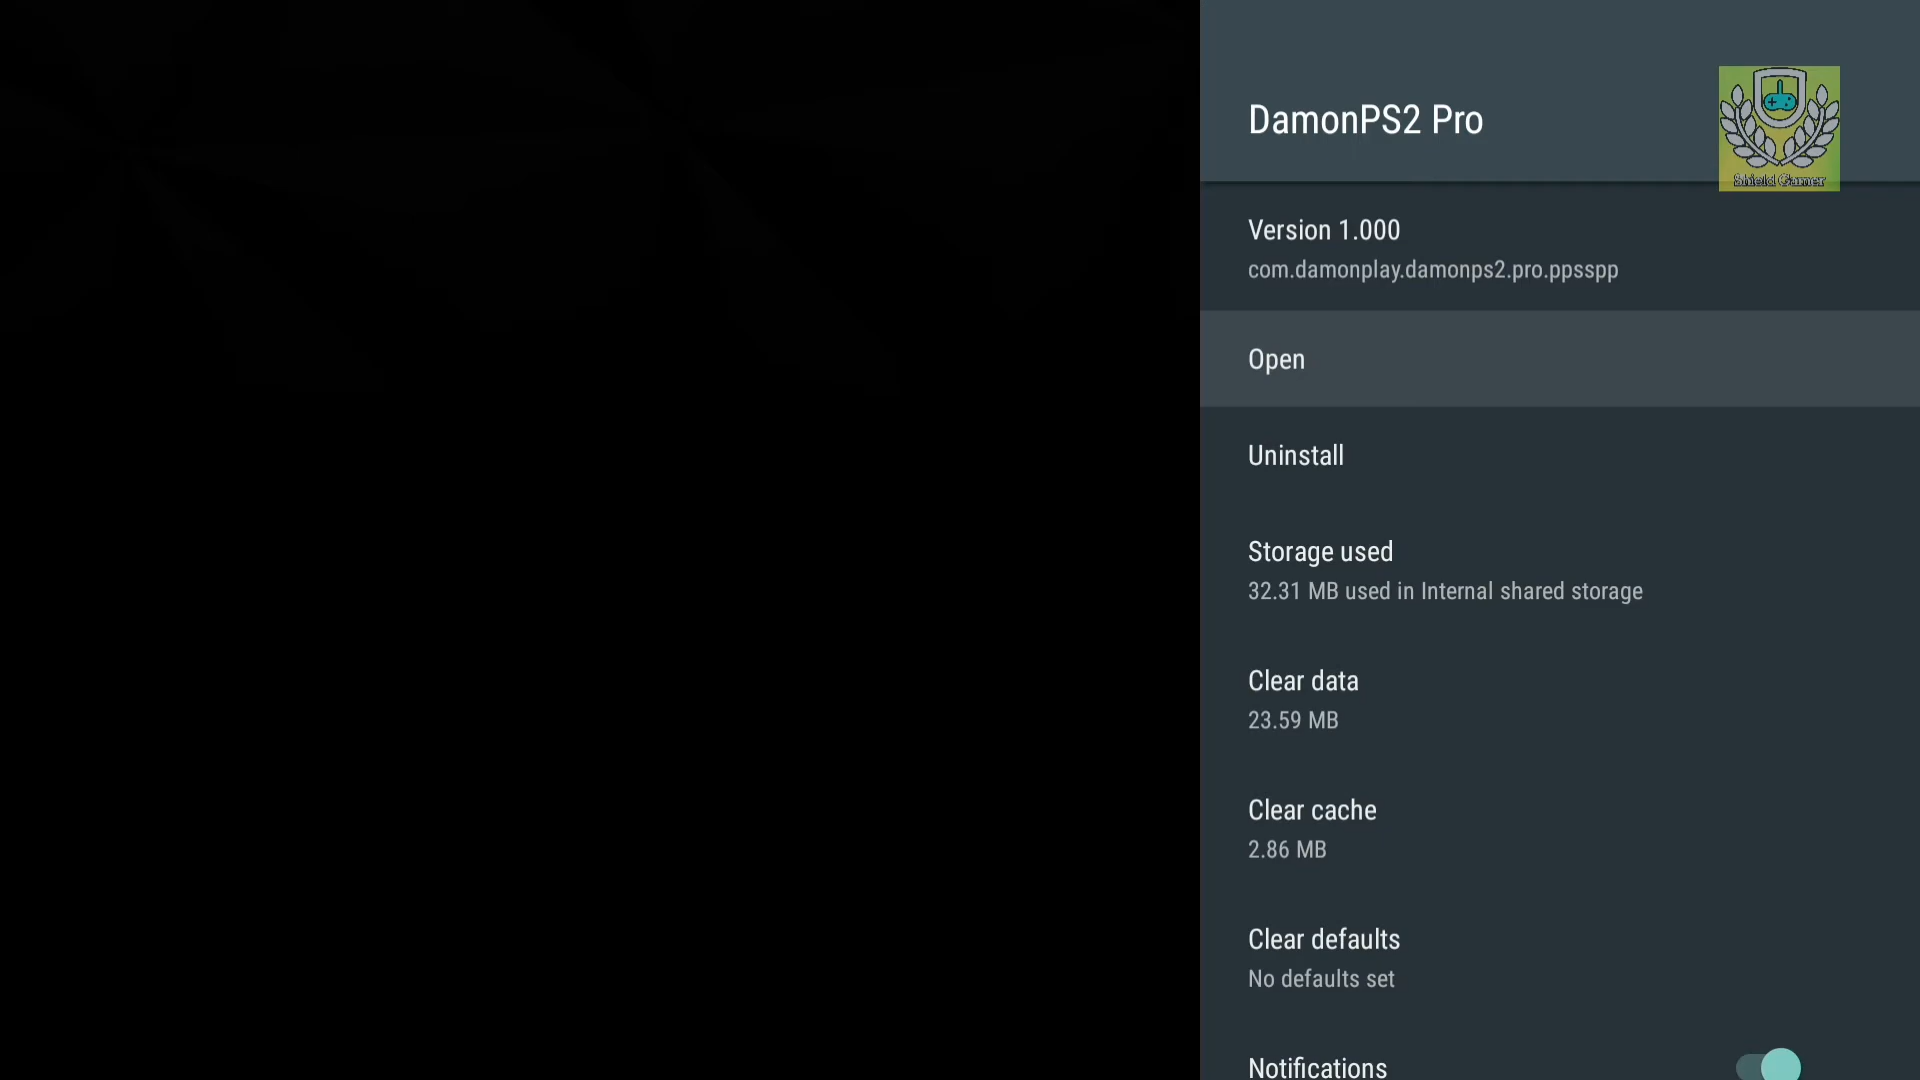 DamonPS2 Pro
Shield Gamer
Version 1.000
com.damonplay.damonps2.pro.ppsspp
Open
Uninstall
Storage used
32.31 MB used in Internal shared storage
Clear data
23.59 MB
Clear cache
2.86 MB
Clear defaults
No defaults set
Notifications